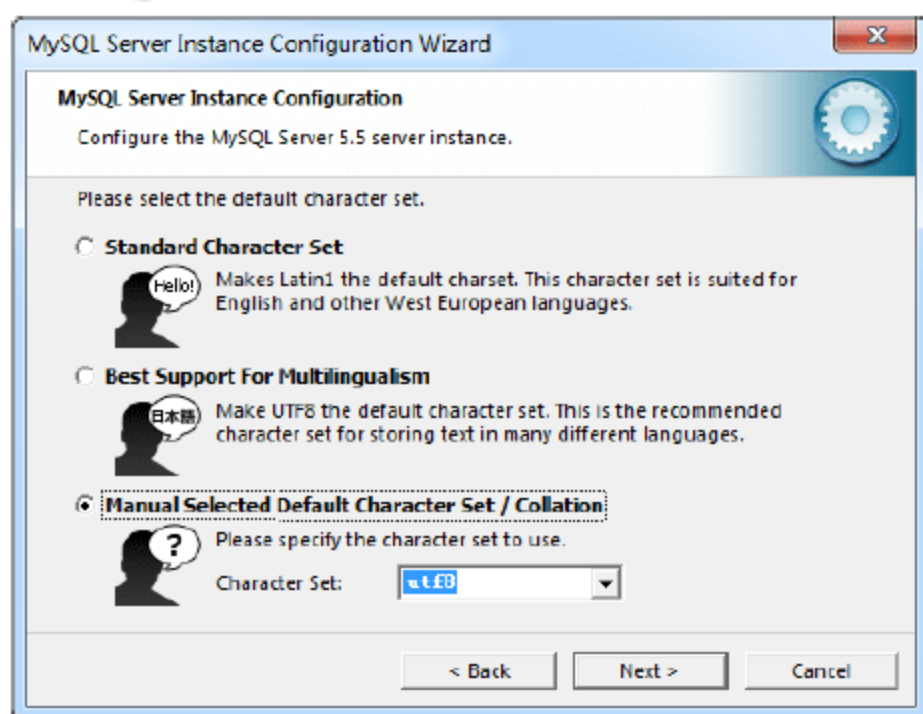 MySQL Server Instance Configuration Wizard
MySQL Server Instance Configuration
Configure the MySQL Server 5.5 server instance.
Please select the default character set.
Standard Character Set
Hello!
Makes Latin1 the default charset. This character set is suited for
English and other West European languages.
Best Support For Multilingualism
日本語
Make UTF8 the default character set. This is the recommended
character set for storing text in many different languages.
Manual Selected Default Character Set / Collation
?
Please specify the character set to use.
Character Set:
utf8
< Back
Next >
Cancel